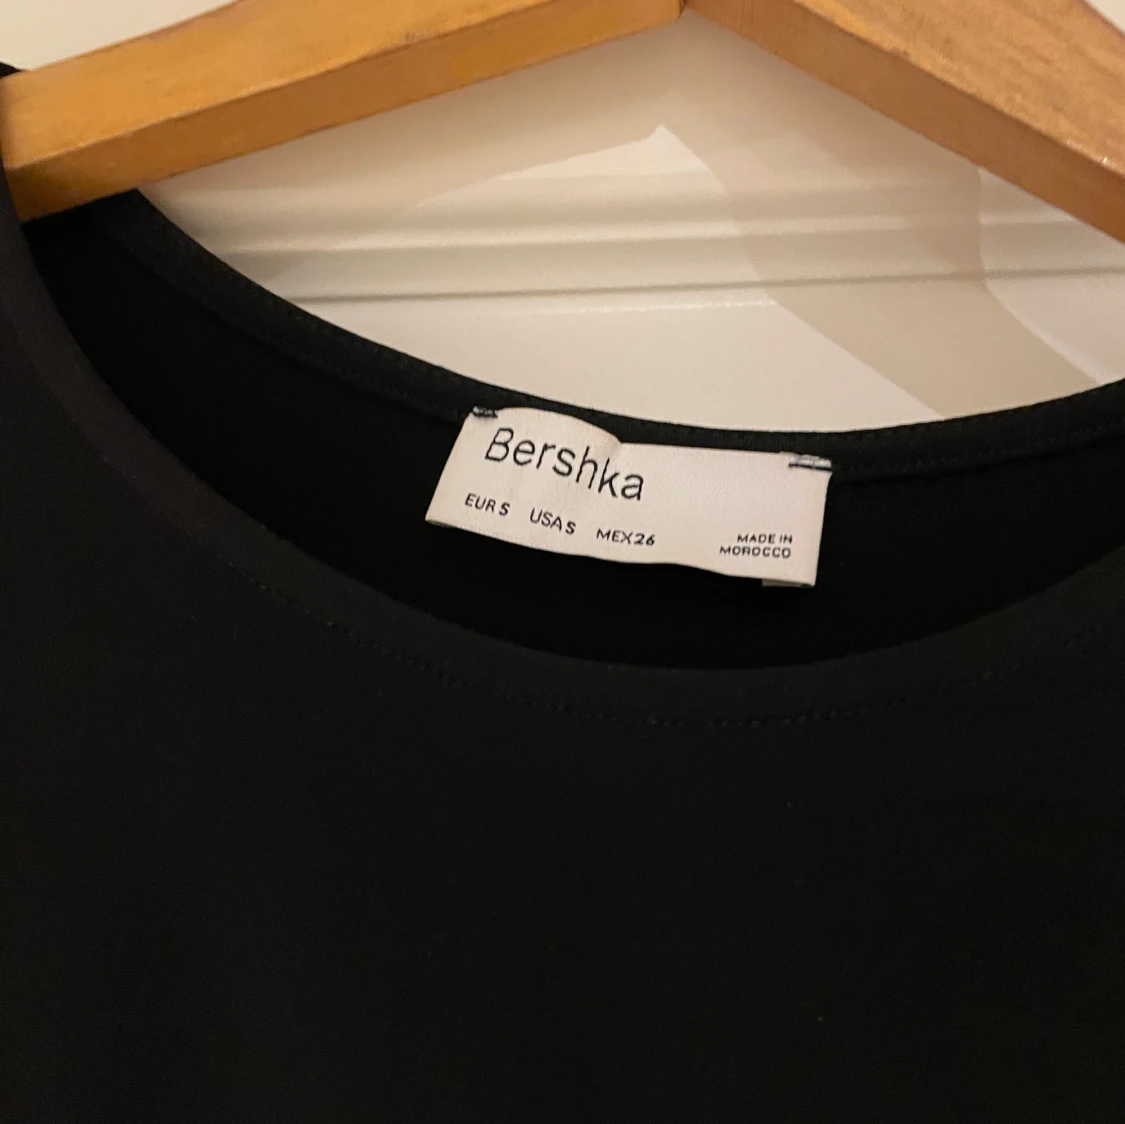 Bershka
EUR S USA S MEX 26
MADE IN
MOROCCO